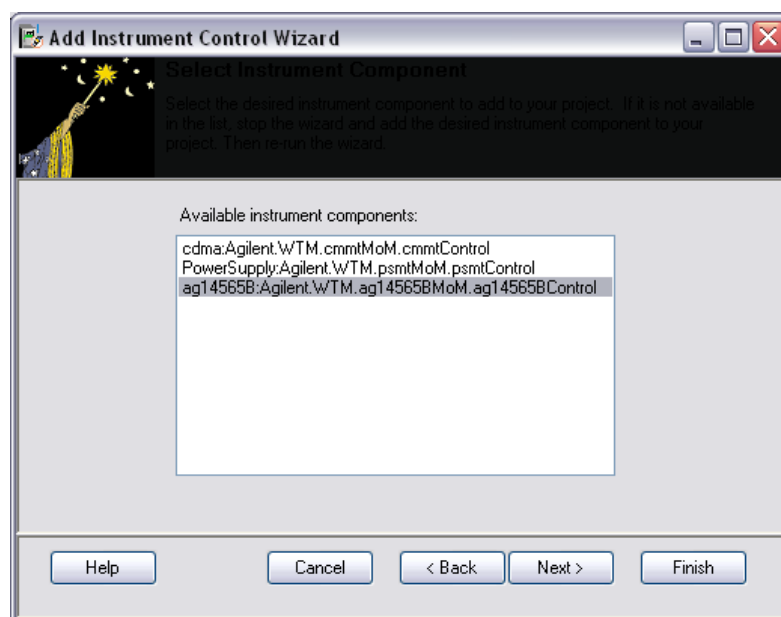 Add Instrument Control Wizard
Select Instrument Component
Select the desired instrument component to add to your project. If it is not available
in the list, stop the wizard and add the desired instrument component to your
project. Then re-run the wizard.
Available instrument components:
cdma:Agilent.WTM.cmmtMoM.cmmtControl
PowerSupply:Agilent.WTM.psmtMoM.psmtControl
ag14565B:Agilent.WTM.ag14565BMoM.ag14565BControl
Help
Cancel
< Back
Next >
Finish